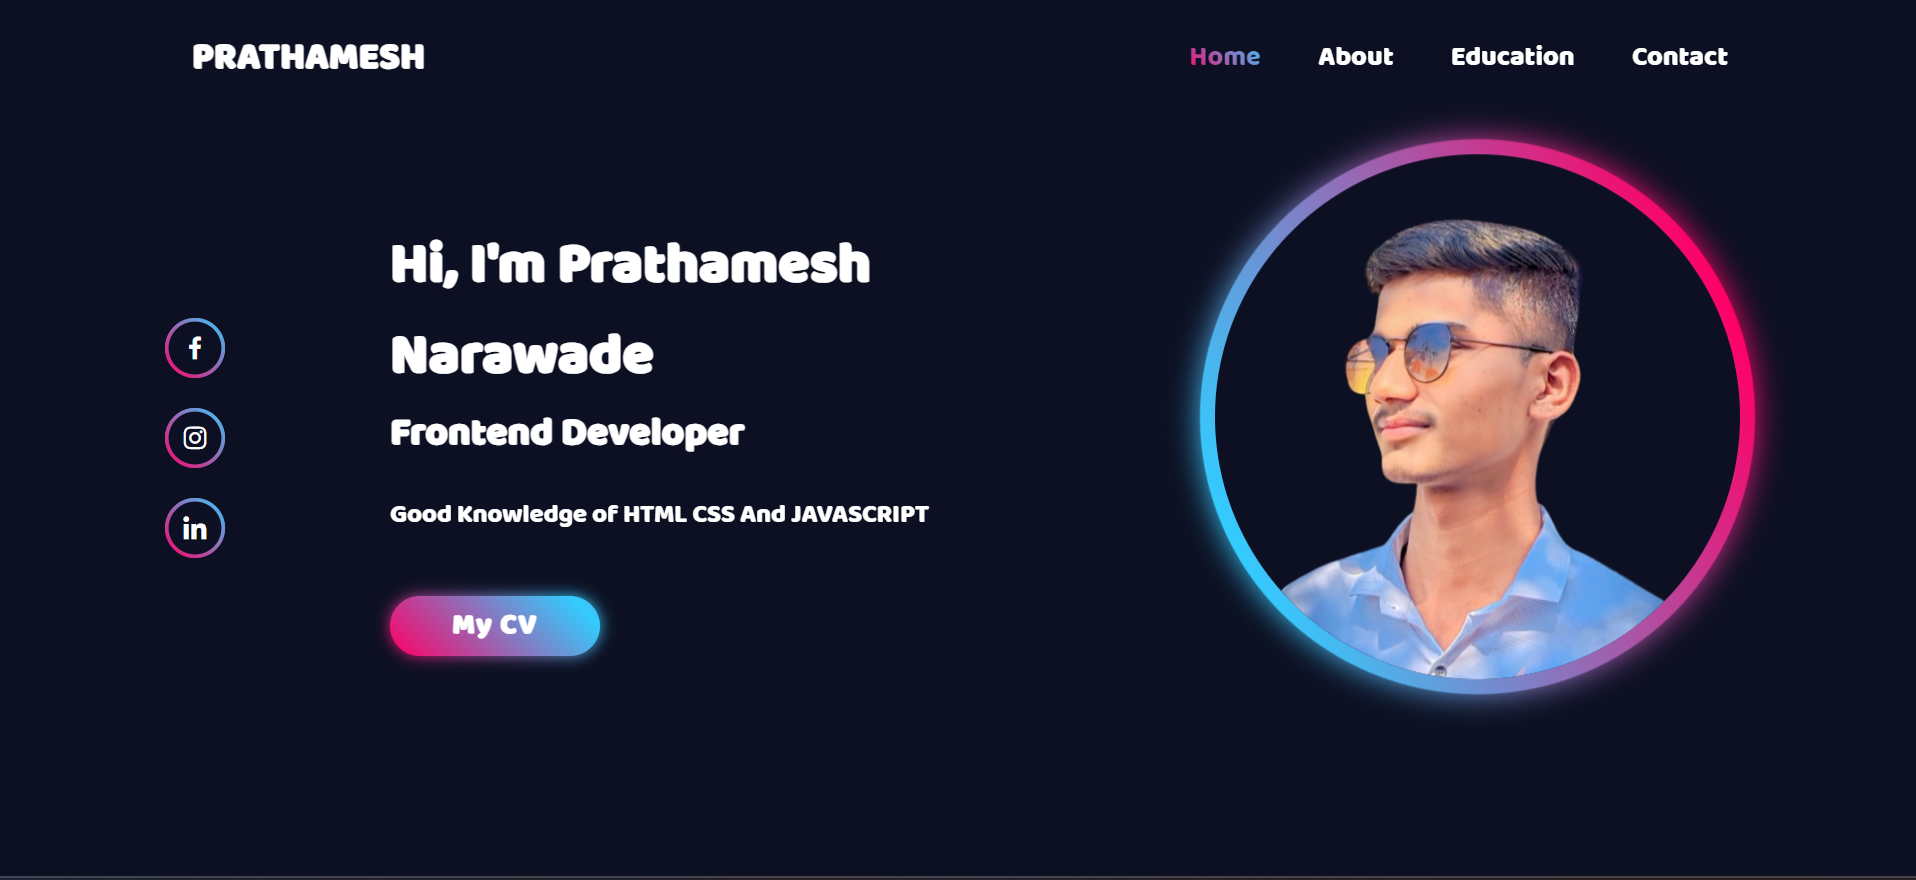 PRATHAMESH
Home About Education Contact
Hi, I'm Prathamesh
Narawade
Frontend Developer
Good Knowledge of HTML CSS And JAVASCRIPT
My CV